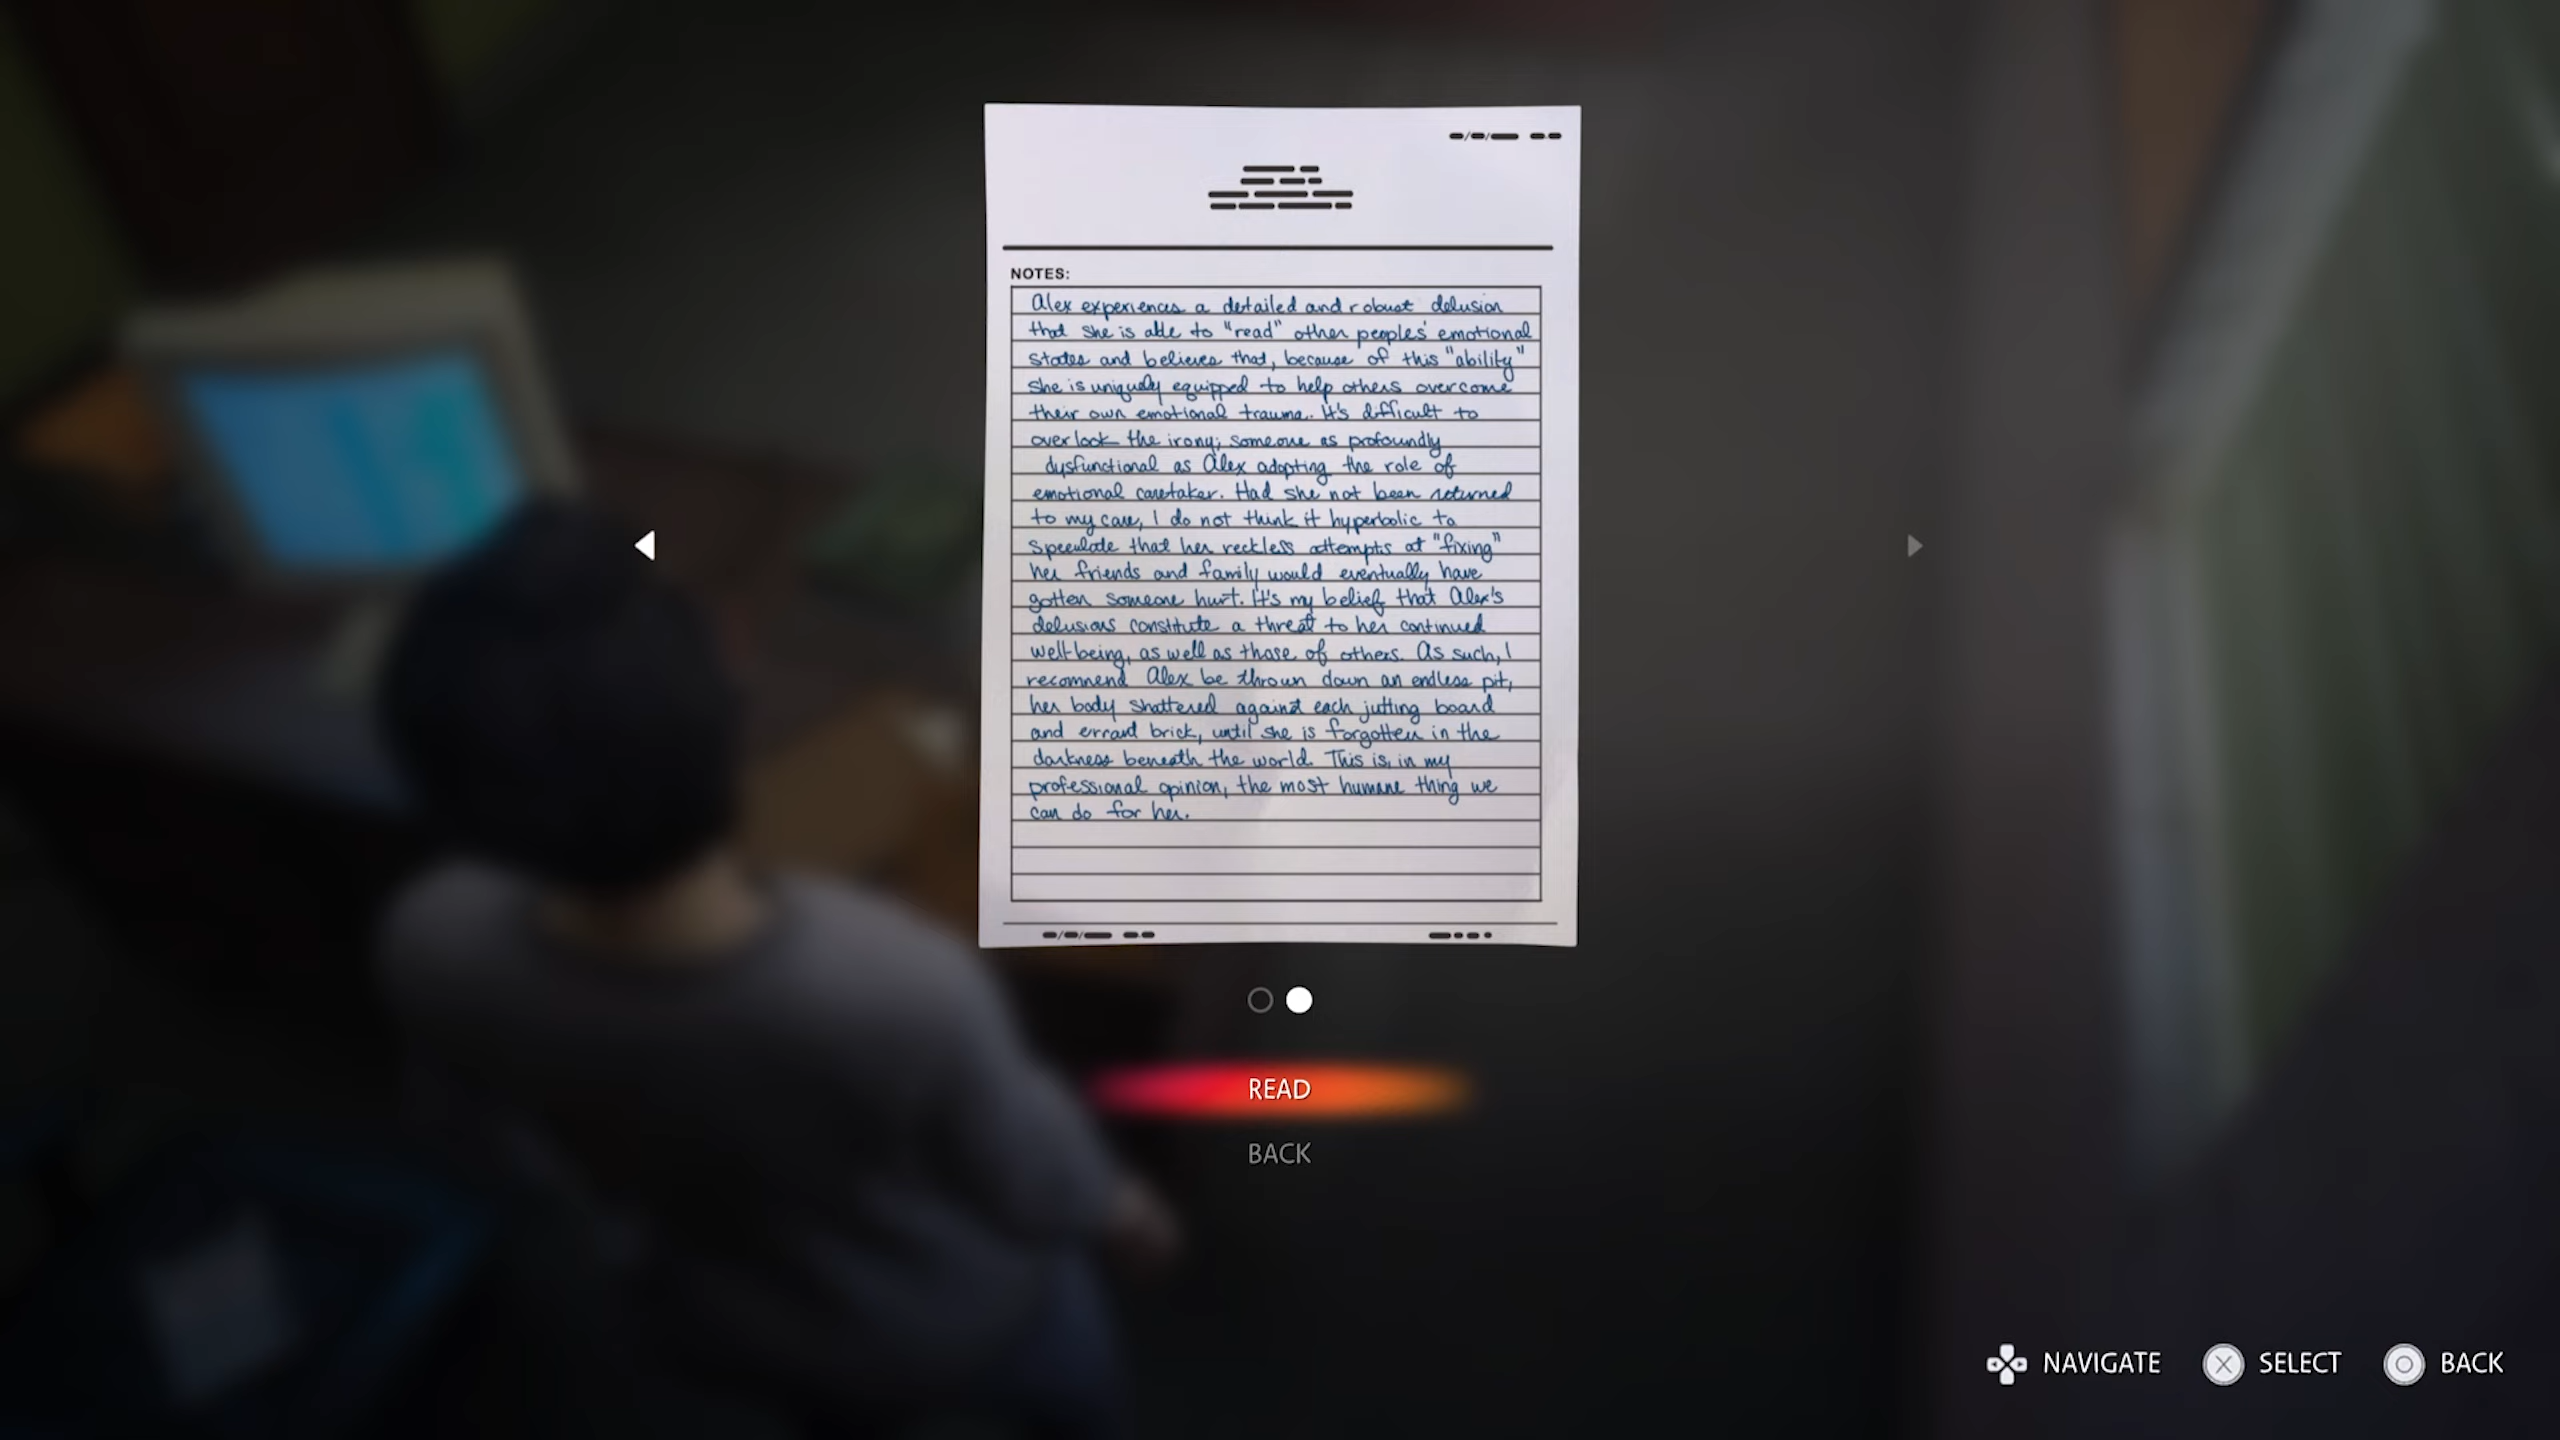 NOTES:
Alex experiences a detailed and robust delusion
that she is able to "read" other peoples' emotional
states and believes that, because of this "ability"
she is uniquely equipped to help others overcome
their own emotional trauma. It's difficult to
overlook the irony; someone as profoundly
dysfunctional as Alex adopting the role of
emotional caretaker. Had she not been returned
to my care, I do not think it hyperbolic to
speculate that her reckless attempts at "fixing"
her friends and family would eventually have
gotten someone hurt. It's my belief that Alex's
delusions constitute a threat to her continued
well-being, as well as those of others. As such, I
recommend Alex be thrown down an endless pit,
her body shattered against each jutting board
and errant brick, until she is forgotten in the
darkness beneath the world. This is, in my
professional opinion, the most humane thing we
can do for her.
READ
BACK
NAVIGATE SELECT BACK